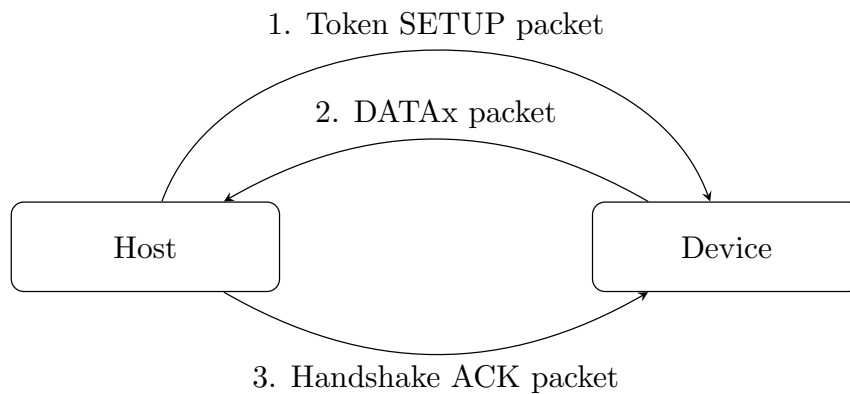 1. Token SETUP packet
2. DATAx packet
Host
Device
3. Handshake ACK packet